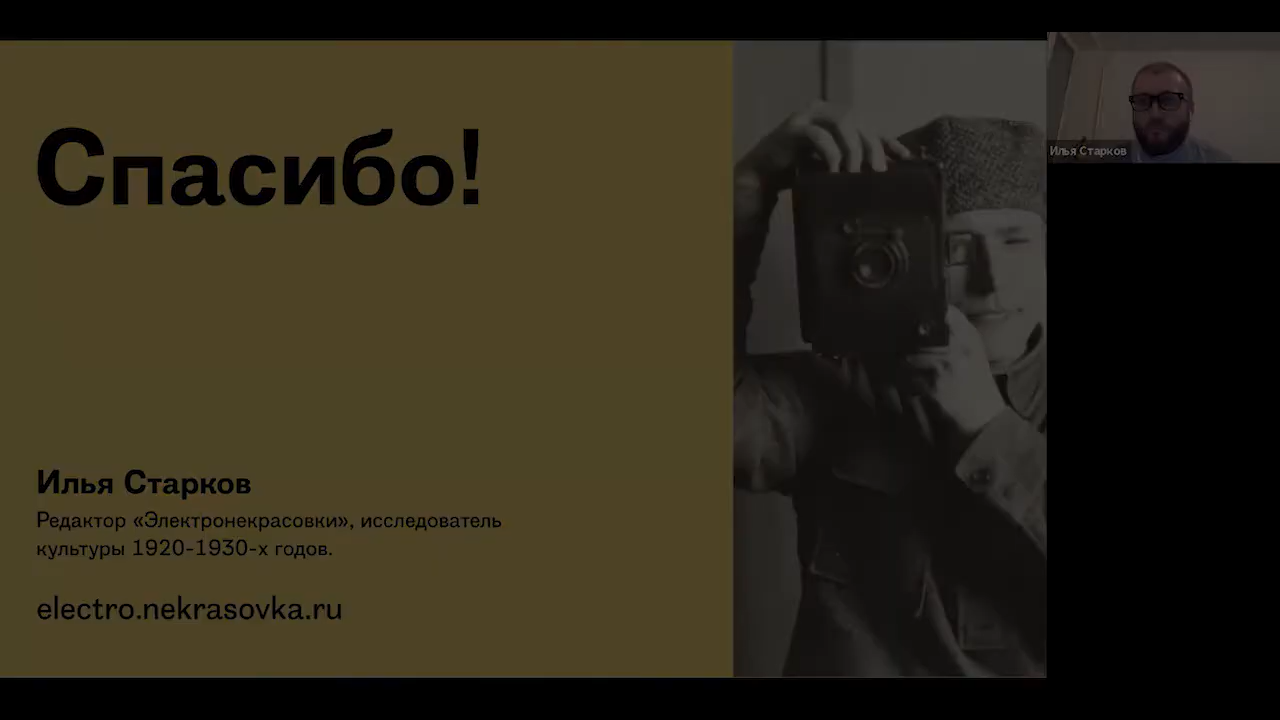 Спасибо!
Илья Старков
Илья Старков
Редактор «Электронекрасовки», исследователь
культуры 1920-1930-х годов.
electro.nekrasovka.ru